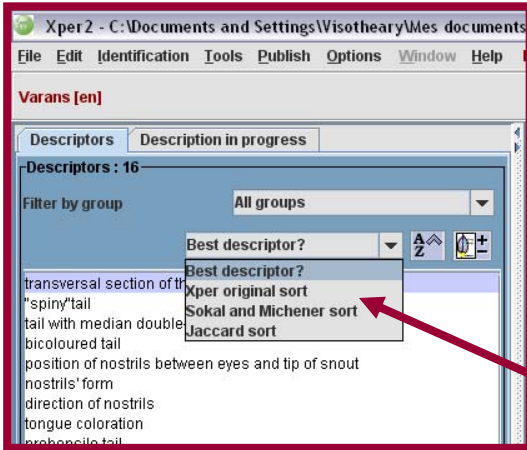 Xper2 - C:\Documents and Settings\Visotheary\Mes documents
File Edit Identification Tools Publish Options Window Help
Varans [en]
Descriptors Description in progress
Descriptors : 16
Filter by group All groups
Best descriptor?
Best descriptor?
Xper original sort
Sokal and Michener sort
Jaccard sort
transversal section of th
"spiny"tail
tail with median double
bicoloured tail
position of nostrils between eyes and tip of snout
nostrils' form
direction of nostrils
tongue coloration
prehensile tail